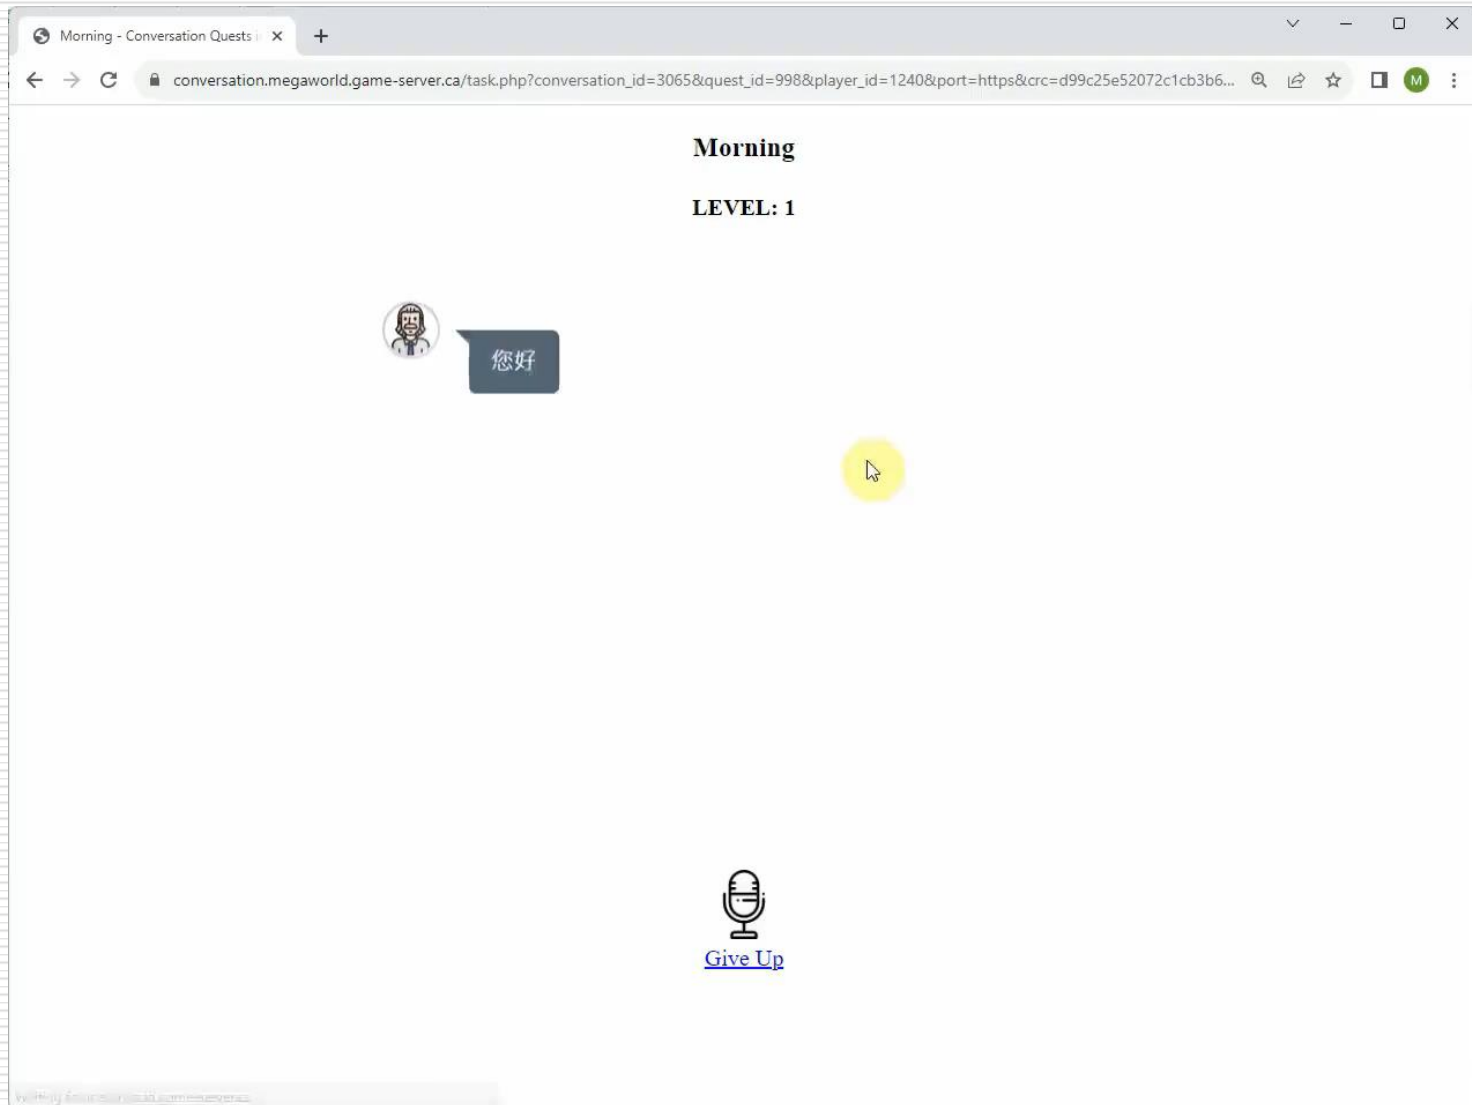 Morning - Conversation Quests i
conversation.megaworld.game-server.ca/task.php?conversation_id=3065&quest_id=998&player_id=1240&port=https&crc=d99c25e52072c1cb3b6...
M
Morning
LEVEL: 1
您好
Give Up